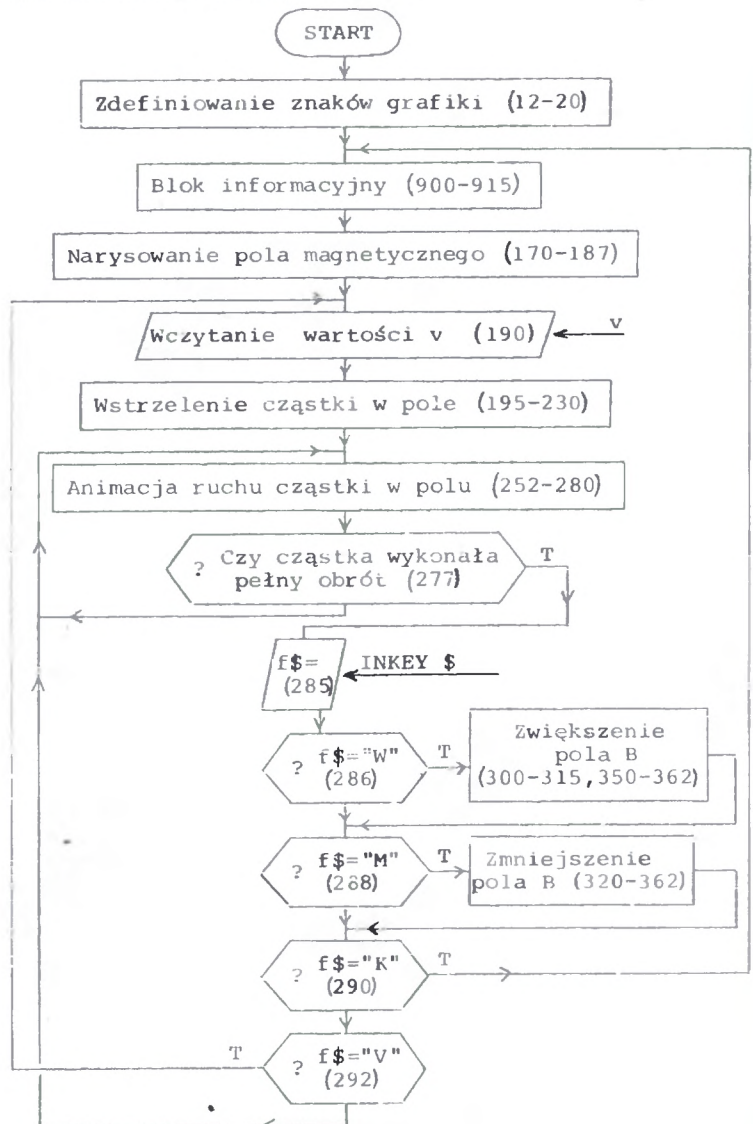 START
Zdefiniowanie znaków grafiki (12-20)
Blok informacyjny (900-915)
Narysowanie pola magnetycznego (170-187)
Wczytanie wartości v (190)
v
Wstrzelenie cząstki w pole (195-230)
Animacja ruchu cząstki w polu (252-280)
? Czy cząstka wykonała
pełny obrót (277)
T
f$=
(285)
INKEY $
? f$="W"
(286)
T
Zwiększenie
pola B
(300-315,350-362)
? f$="M"
(288)
T
Zmniejszenie
pola B (320-362)
? f$="K"
(290)
T
T
? f$="V"
(292)